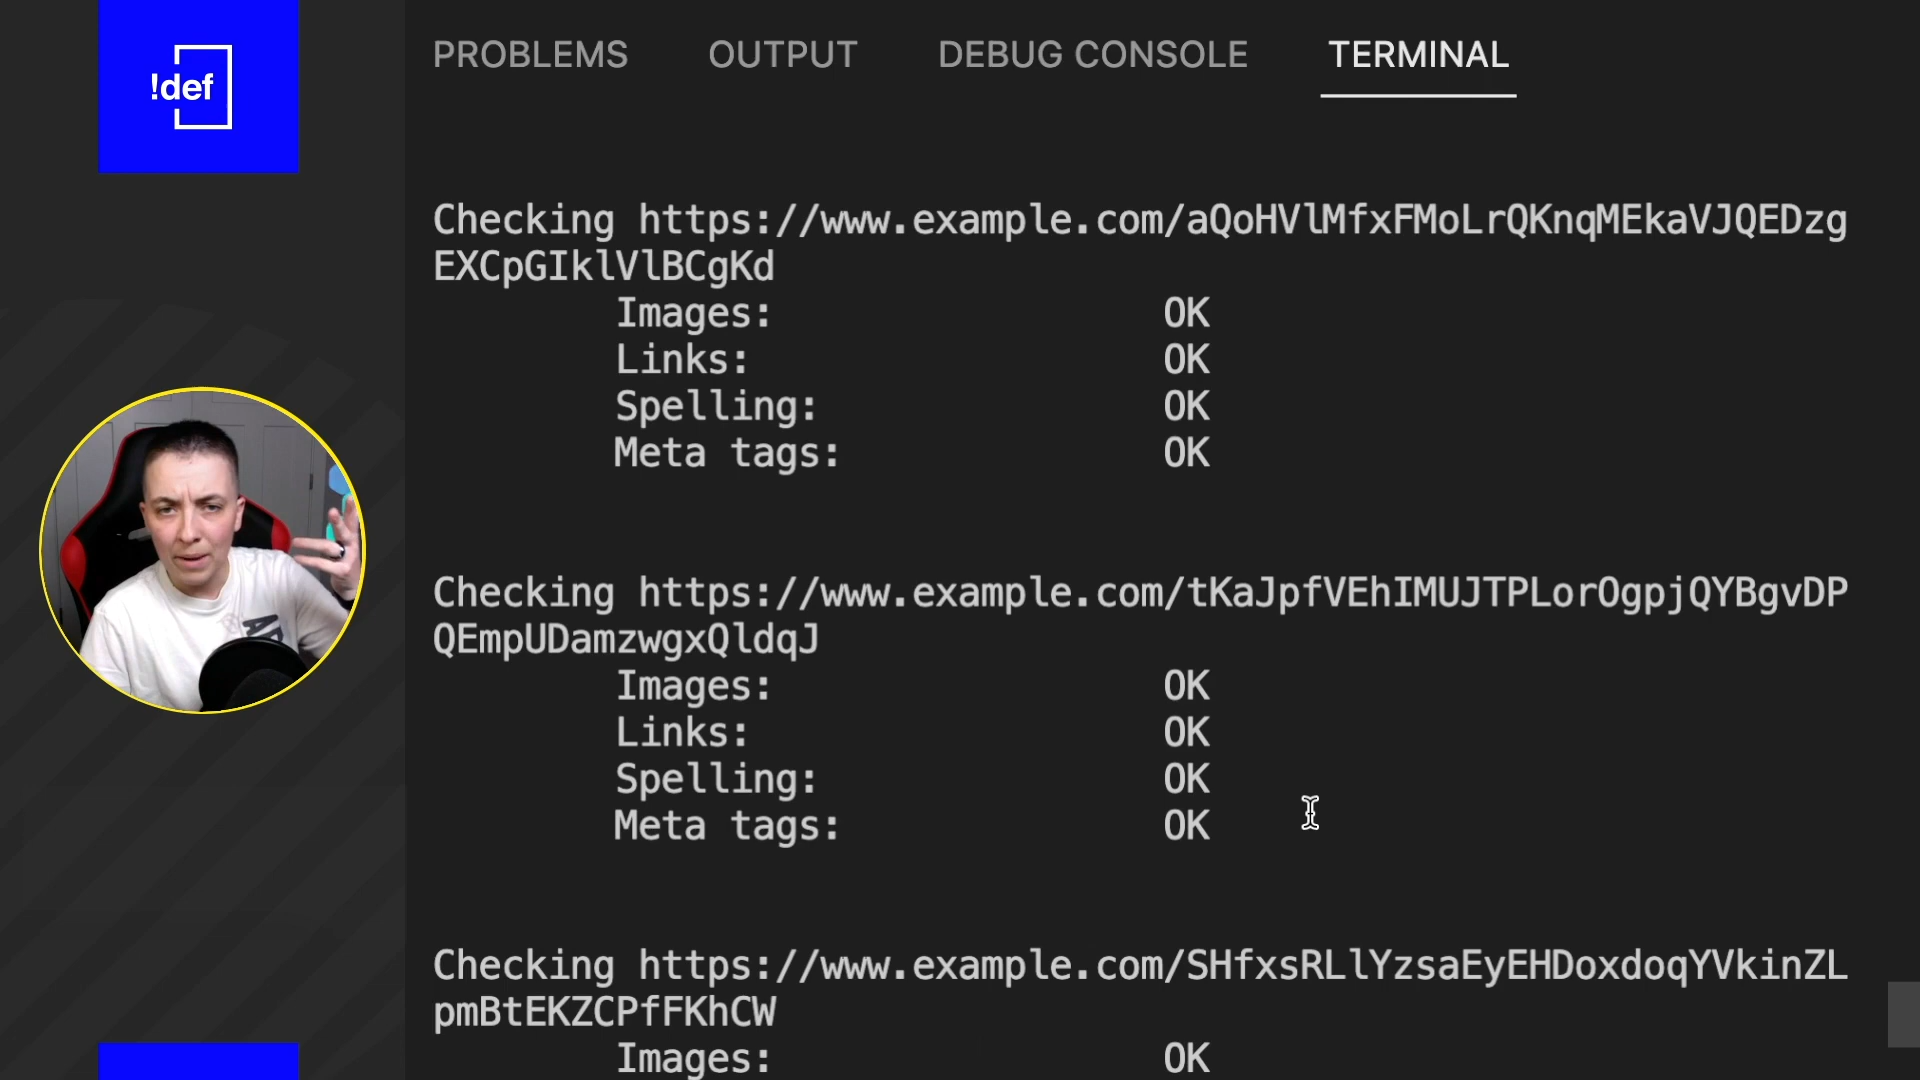 !def
PROBLEMS OUTPUT DEBUG CONSOLE TERMINAL
Checking https://www.example.com/aQoHVlMfxFMoLrQKnqMEkaVJQEDzg
EXCpGIklVlBCgKd
Images: OK
Links: OK
Spelling: OK
Meta tags: OK
Checking https://www.example.com/tKaJpfVEhIMUJTPLorOgpjQYBgvDP
QEmpUDamzwgxQldqJ
Images: OK
Links: OK
Spelling: OK
Meta tags: OK
Checking https://www.example.com/SHfxsRLlYzsaEyEHDoxdoqYVkinZL
pmBtEKZCPfFKhCW
Images: OK